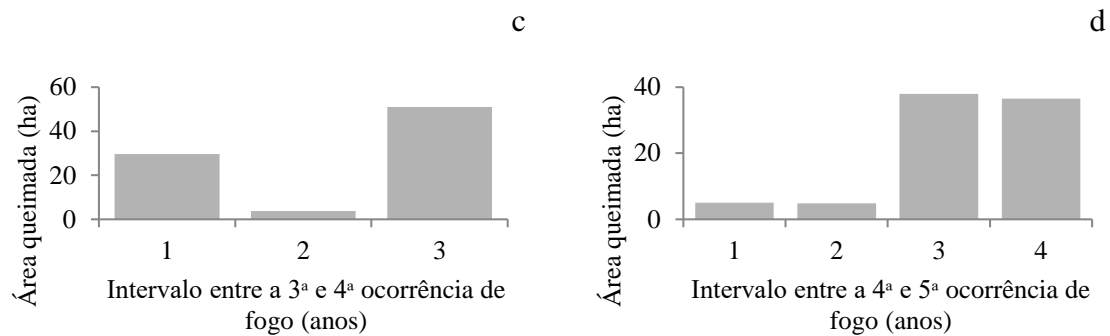 c
Área queimada (ha)
60
40
20
0
1 2 3
Intervalo entre a 3ª e 4ª ocorrência de
fogo (anos)
d
Área queimada (ha)
40
20
0
1 2 3 4
Intervalo entre a 4ª e 5ª ocorrência de
fogo (anos)